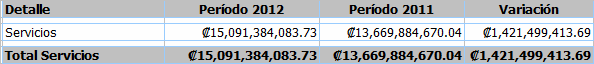 Detalle Período 2012 Período 2011 Variación
Servicios ₡15,091,384,083.73 ₡13,669,884,670.04 ₡1,421,499,413.69
Total Servicios ₡15,091,384,083.73 ₡13,669,884,670.04 ₡1,421,499,413.69